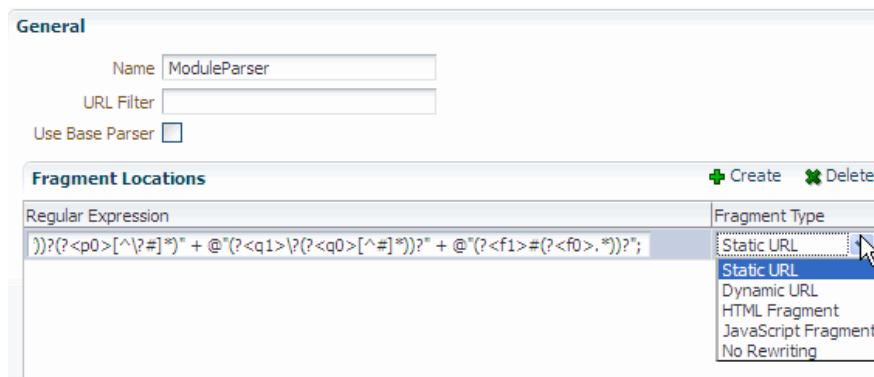 General
Name ModuleParser
URL Filter
Use Base Parser
Fragment Locations Create Delete
Regular Expression Fragment Type
))?(?<p0>[^\?#]*)" + @"(?<q1>\?(?<q0>[^#]*))?" + @"(?<f1>#(?<f0>.*))?"; Static URL
Static URL
Dynamic URL
HTML Fragment
JavaScript Fragment
No Rewriting